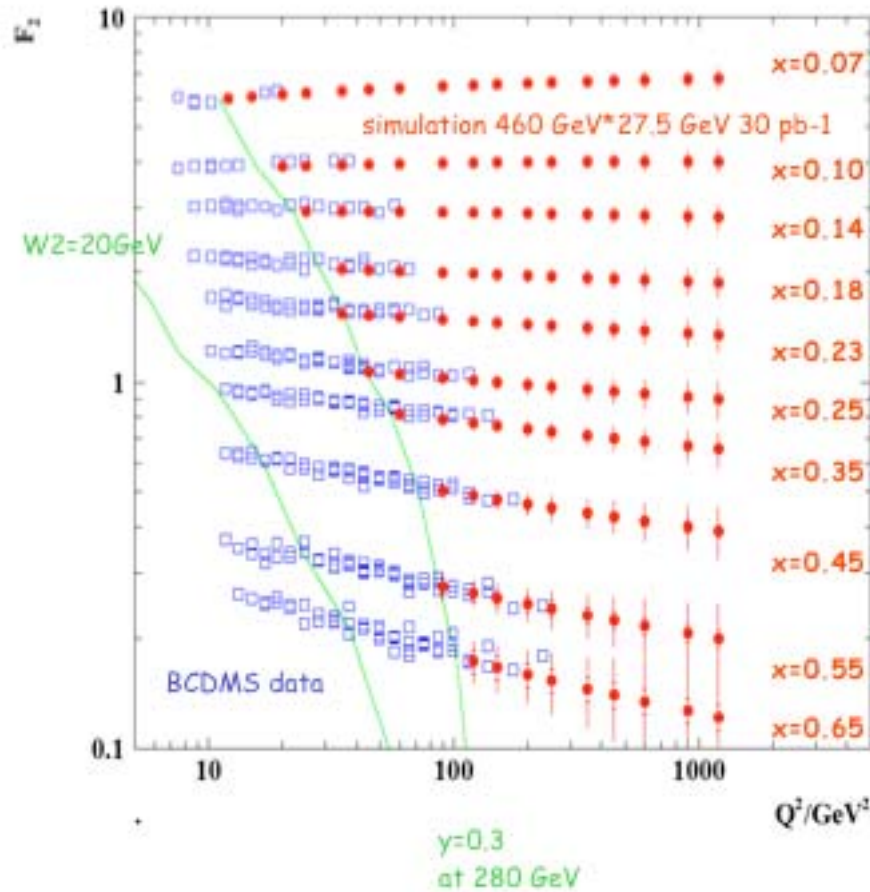 10
F₂
x=0.07
simulation 460 GeV*27.5 GeV 30 pb-1
x=0.10
x=0.14
W2=20GeV
x=0.18
x=0.23
1
x=0.25
x=0.35
x=0.45
x=0.55
BCDMS data
x=0.65
0.1
10
100
1000
Q²/GeV²
y=0.3
at 280 GeV